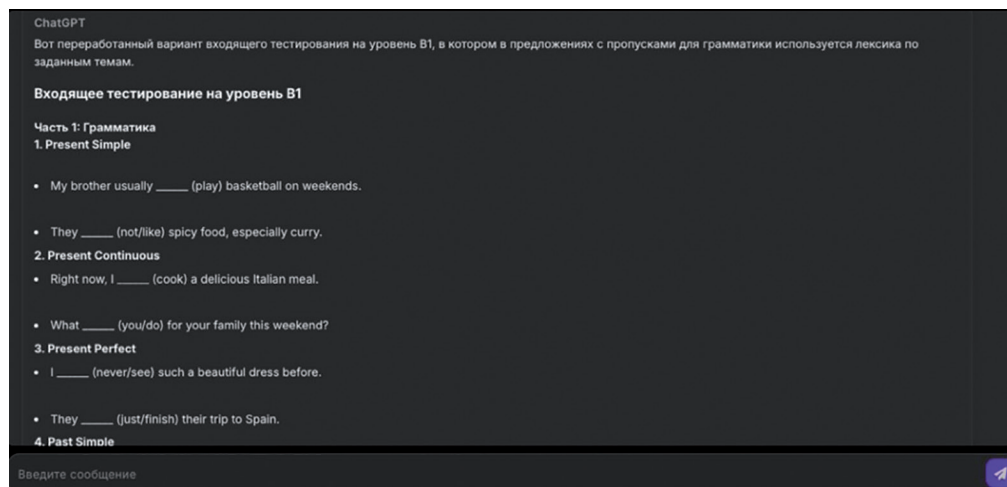 ChatGPT
Вот переработанный вариант входящего тестирования на уровень B1, в котором в предложениях с пропусками для грамматики используется лексика по
заданным темам.
Входящее тестирование на уровень B1
Часть 1: Грамматика
1. Present Simple
• My brother usually _____ (play) basketball on weekends.
• They _____ (not/like) spicy food, especially curry.
2. Present Continuous
• Right now, I _____ (cook) a delicious Italian meal.
• What _____ (you/do) for your family this weekend?
3. Present Perfect
• I _____ (never/see) such a beautiful dress before.
• They _____ (just/finish) their trip to Spain.
4. Past Simple
Введите сообщение